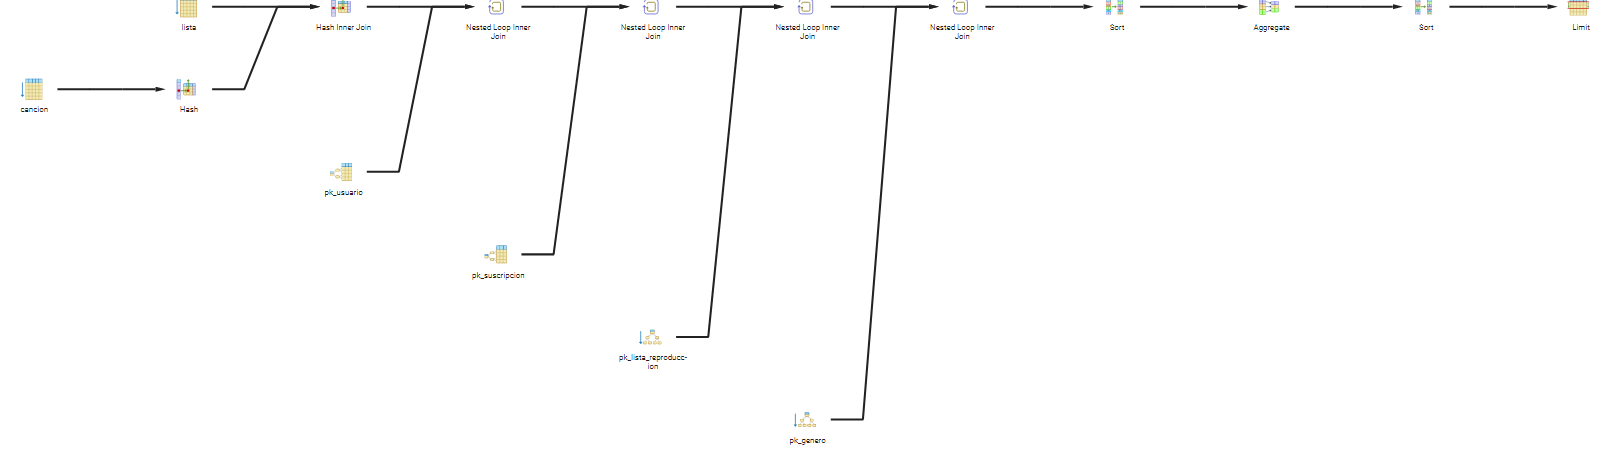 lista
Hash Inner Join
Nested Loop Inner
Join
Nested Loop Inner
Join
Nested Loop Inner
Join
Nested Loop Inner
Join
Sort
Aggregate
Sort
Limit
cancion
Hash
pk_usuario
pk_suscripcion
pk_lista_reproducc-
ion
pk_genero